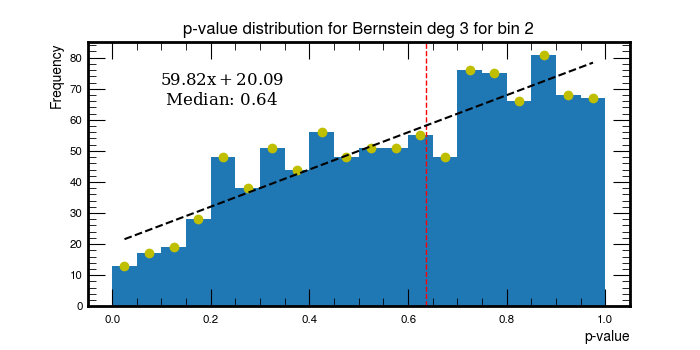 p-value distribution for Bernstein deg 3 for bin 2
Frequency
80
70
60
50
40
30
20
10
0
59.82x + 20.09
Median: 0.64
0.0 0.2 0.4 0.6 0.8 1.0
p-value